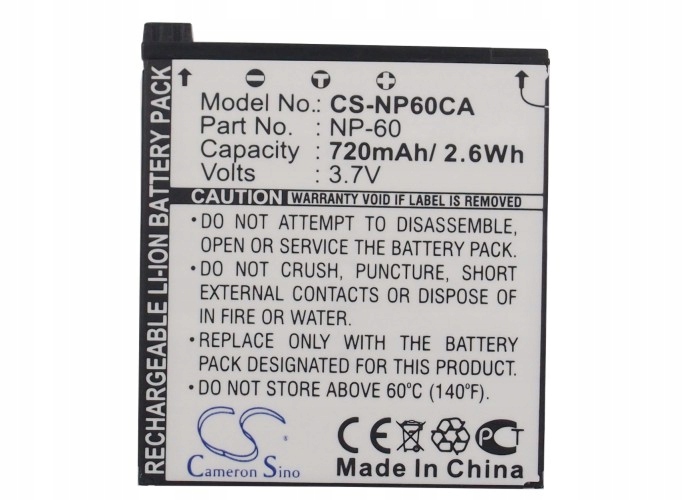 RECHARGEABLE LI-ION BATTERY PACK
- T +
Model No.: CS-NP60CA
Part No. : NP-60
Capacity : 720mAh/ 2.6Wh
Volts : 3.7V
CAUTION WARRANTY VOID IF LABEL IS REMOVED
•DO NOT ATTEMPT TO DISASSEMBLE,
OPEN OR SERVICE THE BATTERY PACK.
•DO NOT CRUSH, PUNCTURE, SHORT
EXTERNAL CONTACTS OR DISPOSE OF
IN FIRE OR WATER.
•REPLACE ONLY WITH THE BATTERY
DESIGNATED FOR THIS EQUIPMENT.
•DO NOT STORE ABOVE 60°C (140°F).
CS
Cameron Sino
CE PSE
Made In China